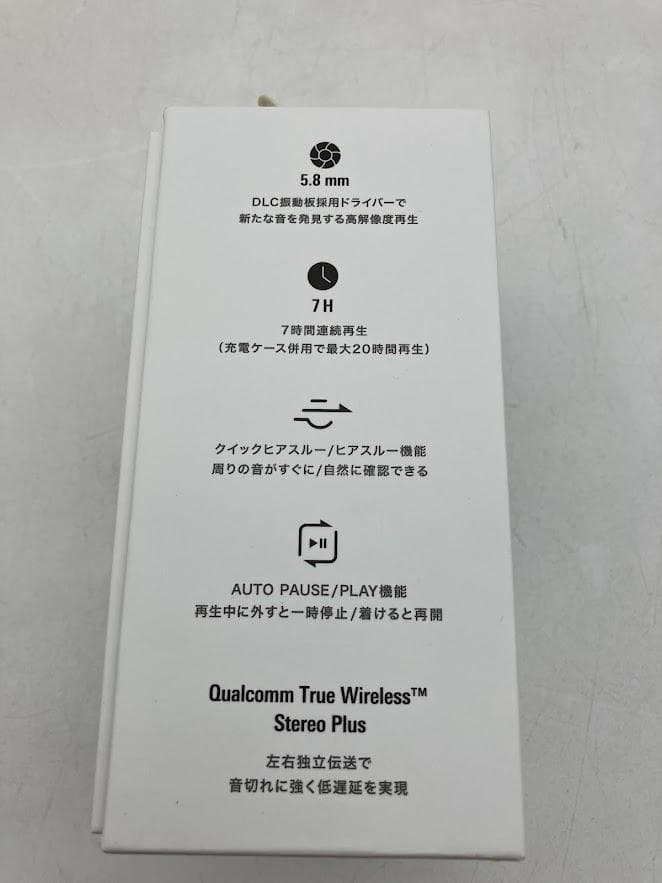 5.8 mm
DLC振動板採用ドライバーで
新たな音を発見する高解像度再生
7H
7時間連続再生
（充電ケース併用で最大20時間再生）
クイックヒアスルー/ヒアスルー機能
周りの音がすぐに/自然に確認できる
AUTO PAUSE/PLAY機能
再生中に外すと一時停止/着けると再開
Qualcomm True Wireless™
Stereo Plus
左右独立伝送で
音切れに強く低遅延を実現